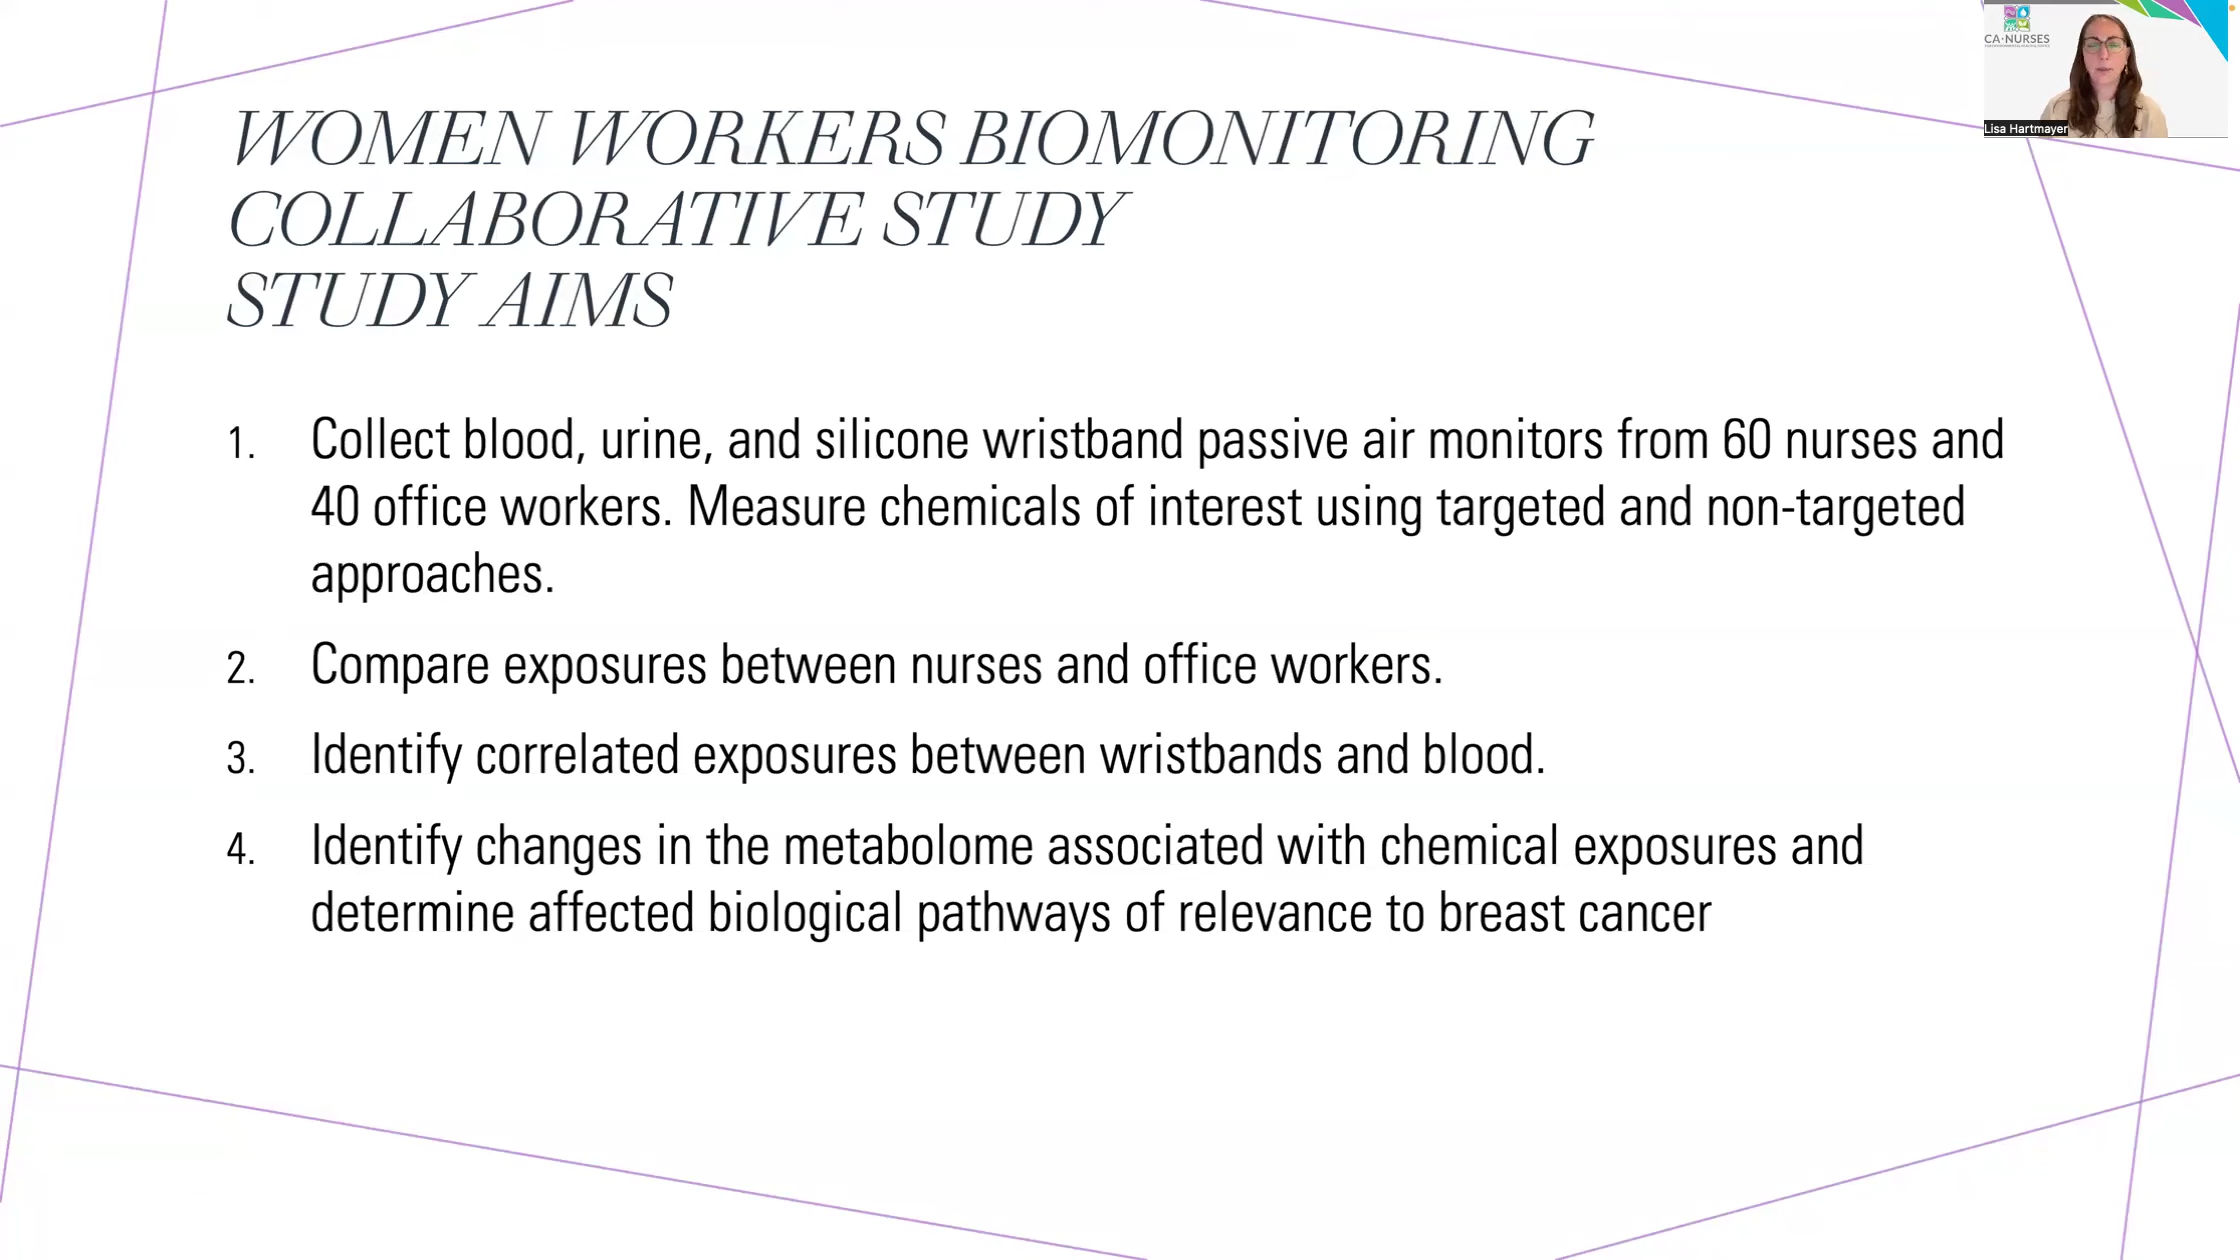 WOMEN WORKERS BIOMONITORING
COLLABORATIVE STUDY
STUDY AIMS
1. Collect blood, urine, and silicone wristband passive air monitors from 60 nurses and
40 office workers. Measure chemicals of interest using targeted and non-targeted
approaches.
2. Compare exposures between nurses and office workers.
3. Identify correlated exposures between wristbands and blood.
4. Identify changes in the metabolome associated with chemical exposures and
determine affected biological pathways of relevance to breast cancer
CA·NURSES
Lisa Hartmayer